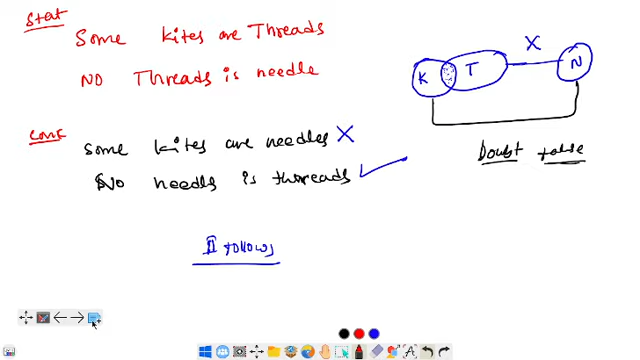 Stat
Some Kites are Threads
K T X N
NO Threads is needle
Conc
Some kites are needles X
Doubt false
No needls is threads ✓
II follows